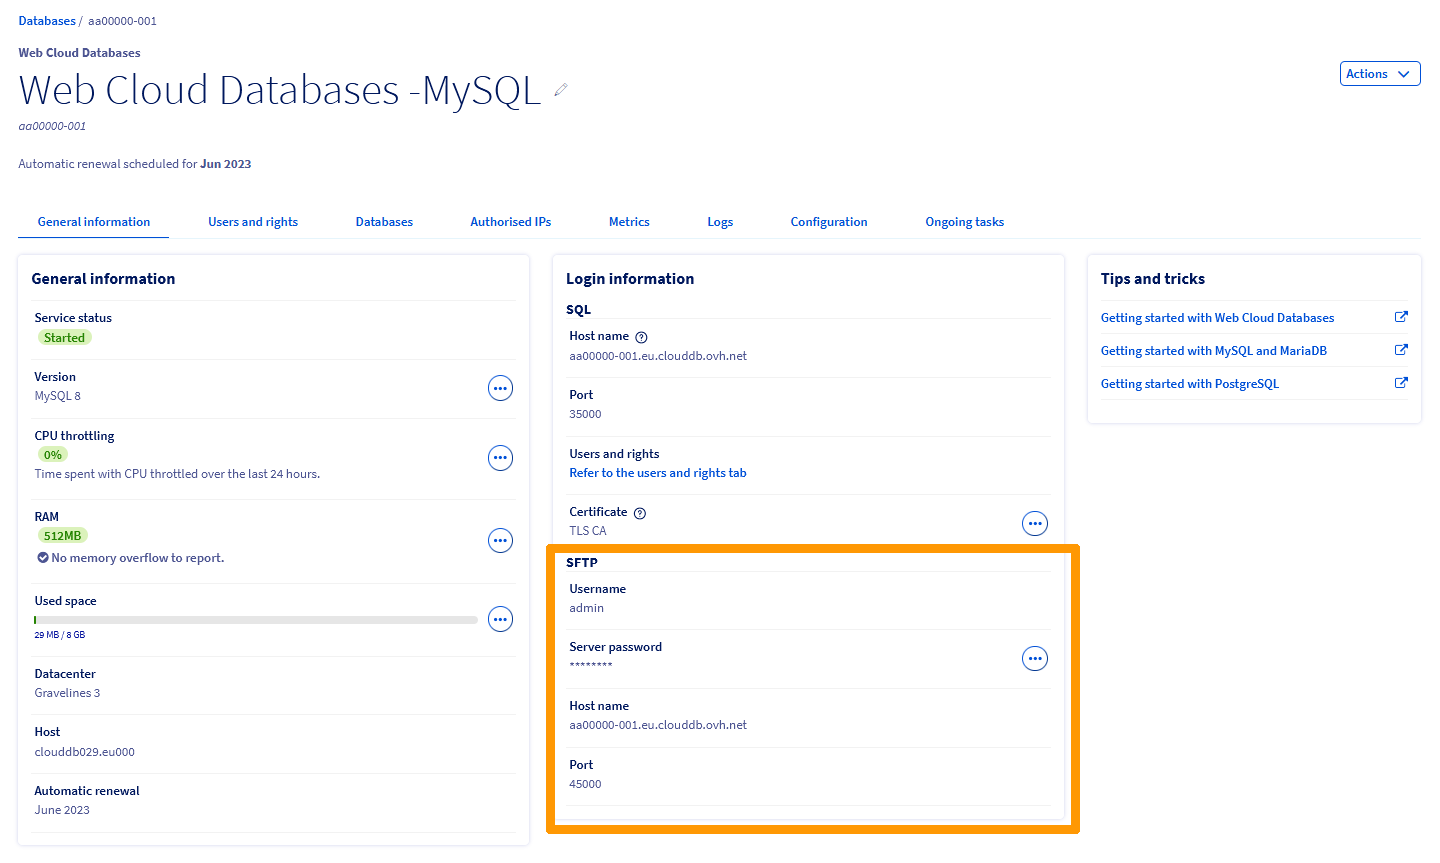 Databases / aa00000-001
Web Cloud Databases
Web Cloud Databases -MySQL
Actions
aa00000-001
Automatic renewal scheduled for Jun 2023
General information Users and rights Databases Authorised IPs Metrics Logs Configuration Ongoing tasks
General information
Service status
Started
Version
MySQL 8
CPU throttling
0%
Time spent with CPU throttled over the last 24 hours.
RAM
512MB
No memory overflow to report.
Used space
29 MB / 8 GB
Datacenter
Gravelines 3
Host
clouddb029.eu000
Automatic renewal
June 2023
Login information
SQL
Host name
aa00000-001.eu.clouddb.ovh.net
Port
35000
Users and rights
Refer to the users and rights tab
Certificate
TLS CA
SFTP
Username
admin
Server password
********
Host name
aa00000-001.eu.clouddb.ovh.net
Port
45000
Tips and tricks
Getting started with Web Cloud Databases
Getting started with MySQL and MariaDB
Getting started with PostgreSQL